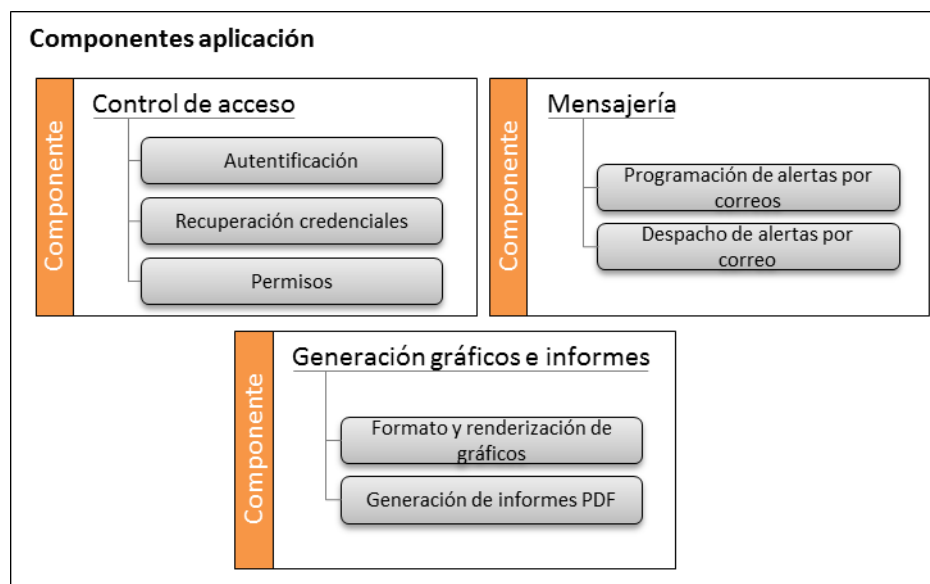 Componentes aplicación
Componente
Control de acceso
Autentificación
Recuperación credenciales
Permisos
Componente
Mensajería
Programación de alertas por
correos
Despacho de alertas por
correo
Componente
Generación gráficos e informes
Formato y renderización de
gráficos
Generación de informes PDF